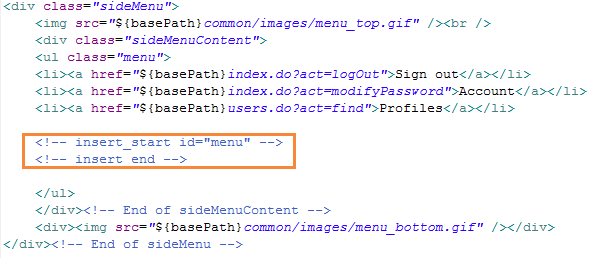 <div class="sideMenu">
<img src="${basePath}common/images/menu_top.gif" /><br />
<div class="sideMenuContent">
<ul class="menu">
<li><a href="${basePath}index.do?act=logOut">Sign out</a></li>
<li><a href="${basePath}index.do?act=modifyPassword">Account</a></li>
<li><a href="${basePath}users.do?act=find">Profiles</a></li>
<!-- insert_start id="menu" -->
<!-- insert end -->
</ul>
</div><!-- End of sideMenuContent -->
<div><img src="${basePath}common/images/menu_bottom.gif" /></div>
</div><!-- End of sideMenu -->